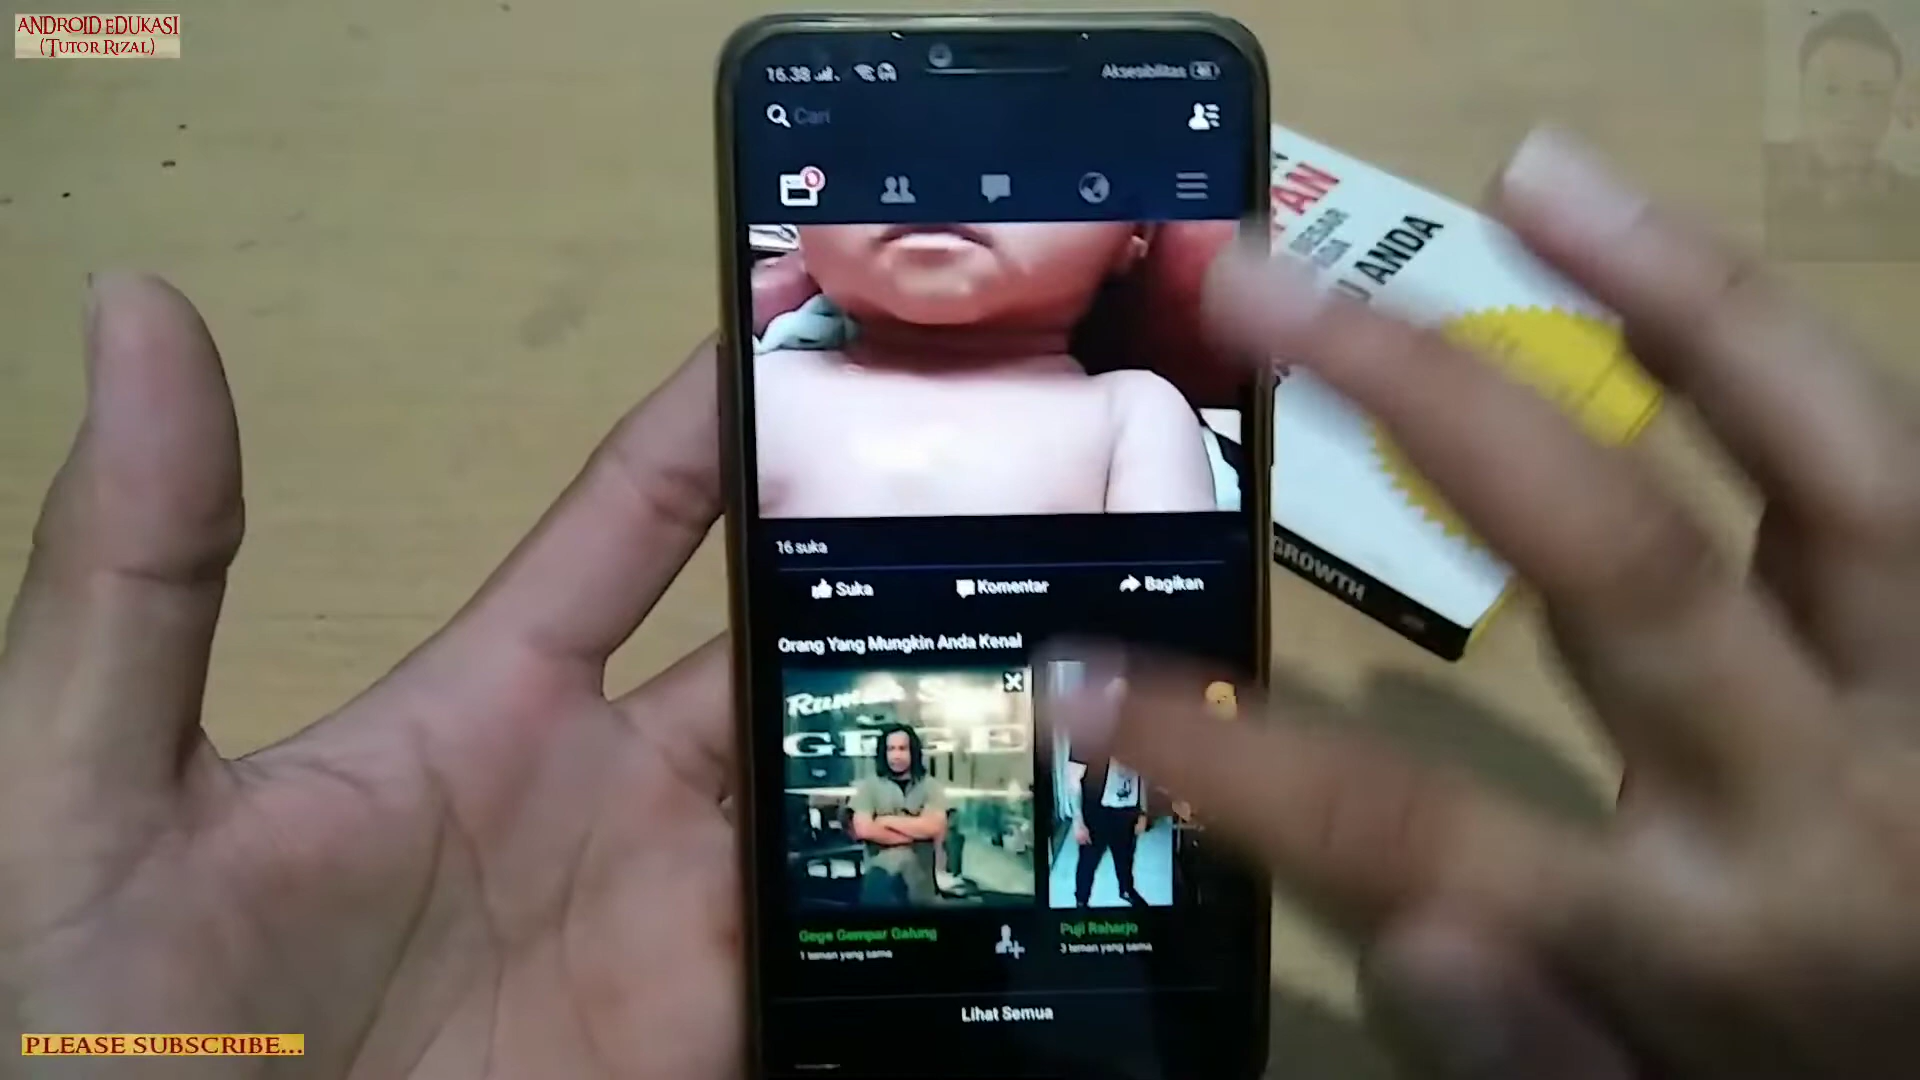 ANDROID EDUKASI
(TUTOR RIZAL)
16.38
Aksesibilitas
Cari
PAN
BESAR
ANDA
GROWTH
16 suka
Suka
Komentar
Bagikan
Orang Yang Mungkin Anda Kenal
GEGE
Gege Gempar Galung
1 teman yang sama
Puji Raharjo
3 teman yang sama
Lihat Semua
PLEASE SUBSCRIBE...